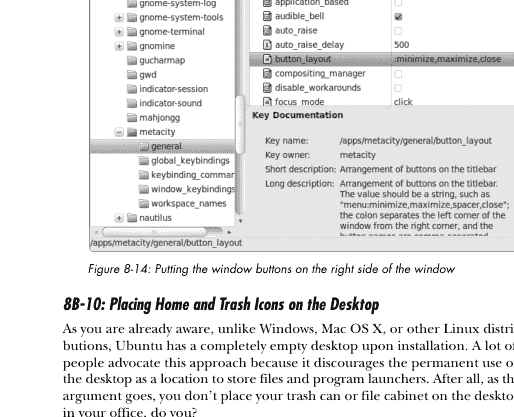 gnome-system-log
gnome-system-tools
gnome-terminal
gnomine
gucharmap
gwd
indicator-session
indicator-sound
mahjongg
metacity
general
global_keybindings
keybinding_comman
window_keybindings
workspace_names
nautilus
application_based
audible_bell
auto_raise
auto_raise_delay 500
button_layout :minimize,maximize,close
compositing_manager
disable_workarounds
focus_mode click
Key Documentation
Key name: /apps/metacity/general/button_layout
Key owner: metacity
Short description: Arrangement of buttons on the titlebar
Long description: Arrangement of buttons on the titlebar.
The value should be a string, such as
"menu:minimize,maximize,spacer,close";
the colon separates the left corner of the
window from the right corner, and the
button names are comma-separated
/apps/metacity/general/button_layout
Figure 8-14: Putting the window buttons on the right side of the window
8B-10: Placing Home and Trash Icons on the Desktop
As you are already aware, unlike Windows, Mac OS X, or other Linux distri
butions, Ubuntu has a completely empty desktop upon installation. A lot of
people advocate this approach because it discourages the permanent use o
the desktop as a location to store files and program launchers. After all, as th
argument goes, you don't place your trash can or file cabinet on the deskto
in your office, do you?